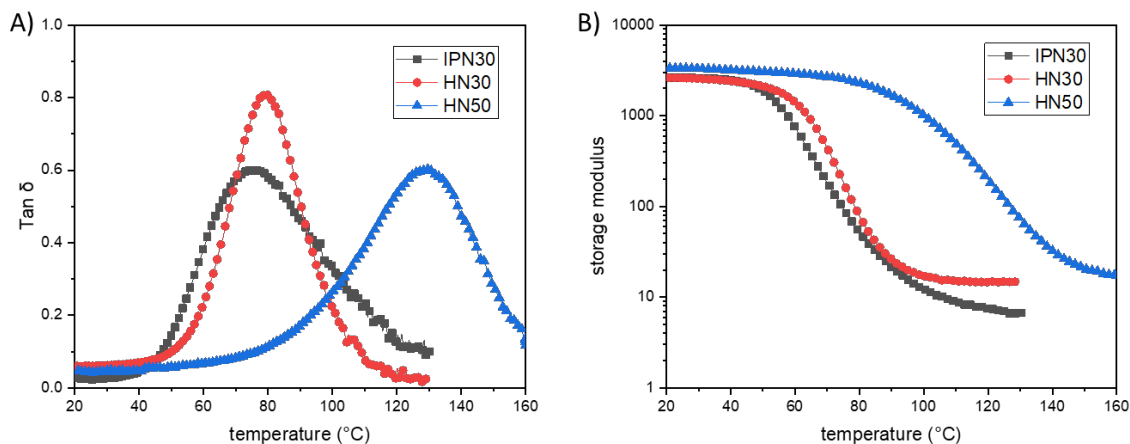 A)
1.0
0.8
0.6
0.4
0.2
0.0
Tan δ
20 40 60 80 100 120 140 160
temperature (°C)
IPN30
HN30
HN50
B)
10000
1000
100
10
1
storage modulus
20 40 60 80 100 120 140 160
temperature (°C)
IPN30
HN30
HN50